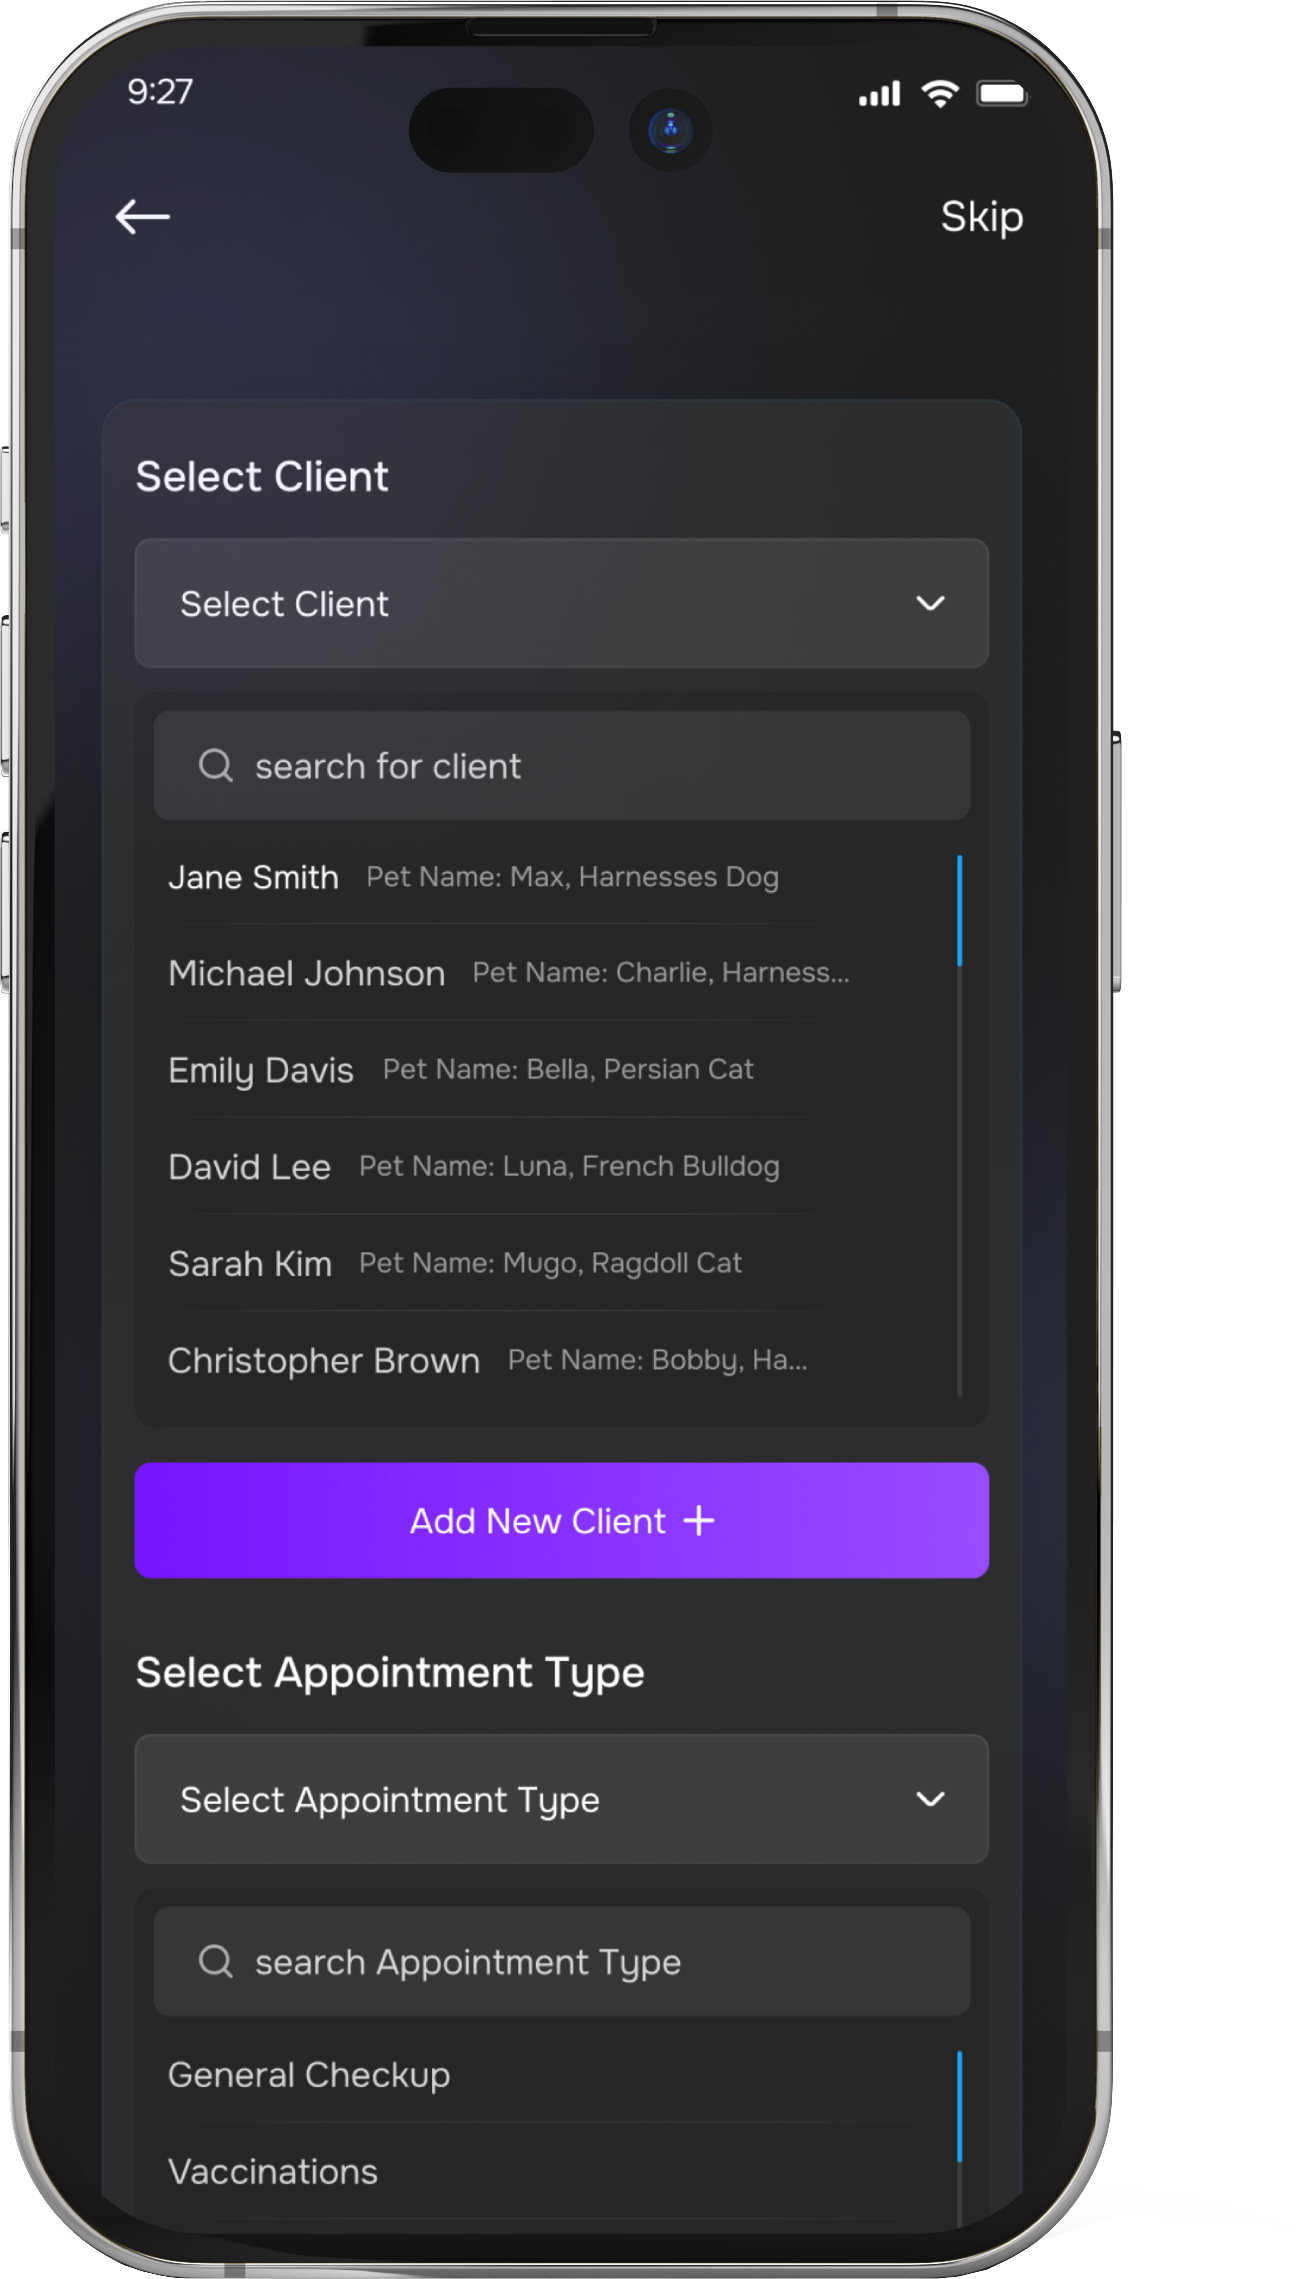 9:27
Skip
Select Client
Select Client
search for client
Jane Smith Pet Name: Max, Harnesses Dog
Michael Johnson Pet Name: Charlie, Harness...
Emily Davis Pet Name: Bella, Persian Cat
David Lee Pet Name: Luna, French Bulldog
Sarah Kim Pet Name: Mugo, Ragdoll Cat
Christopher Brown Pet Name: Bobby, Ha...
Add New Client +
Select Appointment Type
Select Appointment Type
search Appointment Type
General Checkup
Vaccinations